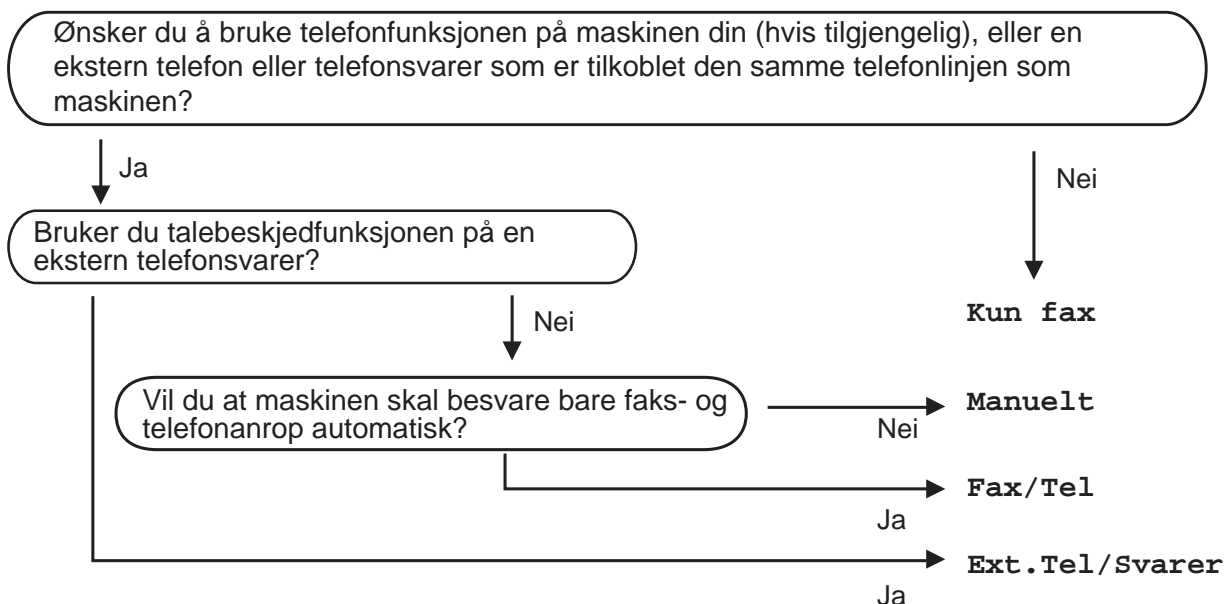 Ønsker du å bruke telefonfunksjonen på maskinen din (hvis tilgjengelig), eller en
ekstern telefon eller telefonsvarer som er tilkoblet den samme telefonlinjen som
maskinen?
Ja
Nei
Bruker du talebeskjedfunksjonen på en
ekstern telefonsvarer?
Nei
Kun fax
Vil du at maskinen skal besvare bare faks- og
telefonanrop automatisk?
Nei
Manuelt
Ja
Fax/Tel
Ja
Ext.Tel/Svarer